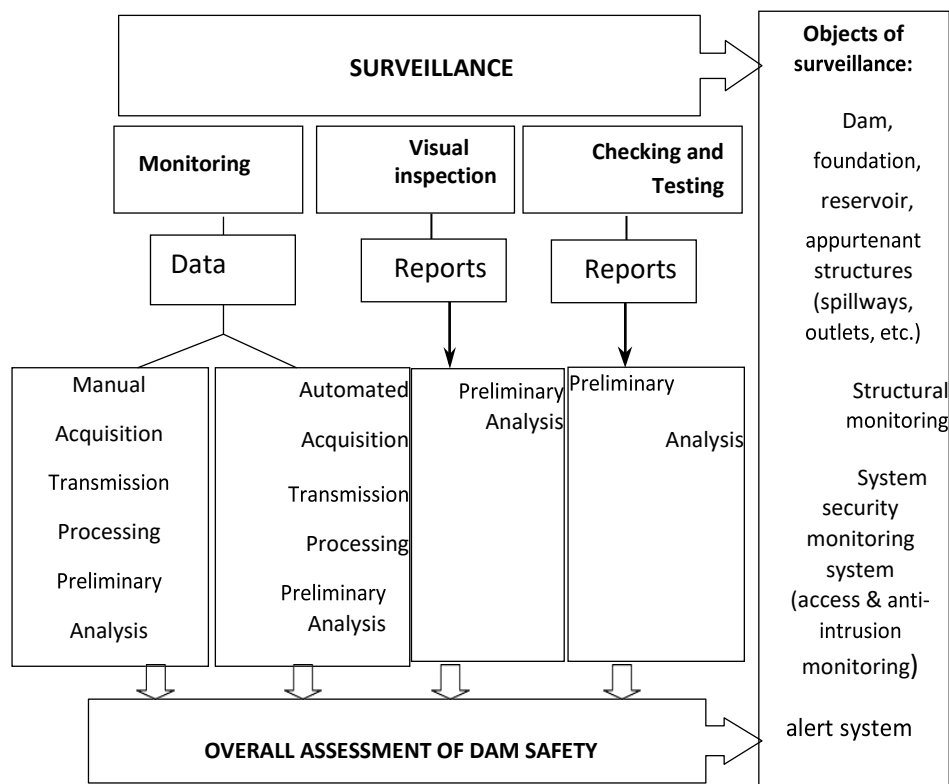 SURVEILLANCE
Monitoring
Visual
inspection
Checking and
Testing
Data
Reports
Reports
Manual
Acquisition
Transmission
Processing
Preliminary
Analysis
Automated
Acquisition
Transmission
Processing
Preliminary
Analysis
Preliminary
Analysis
Preliminary
Analysis
OVERALL ASSESSMENT OF DAM SAFETY
Objects of
surveillance:
Dam,
foundation,
reservoir,
appurtenant
structures
(spillways,
outlets, etc.)
Structural
monitoring
System
security
monitoring
system
(access & anti-
intrusion
monitoring)
alert system